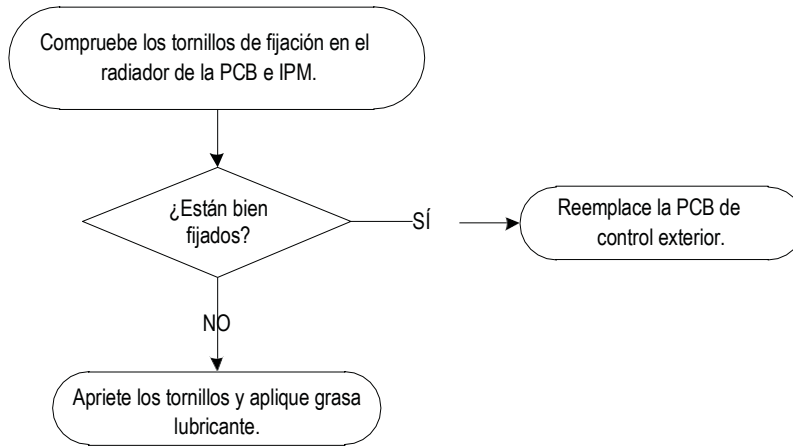 Compruebe los tornillos de fijación en el
radiador de la PCB e IPM.
¿Están bien
fijados?
SÍ
Reemplace la PCB de
control exterior.
NO
Apriete los tornillos y aplique grasa
lubricante.